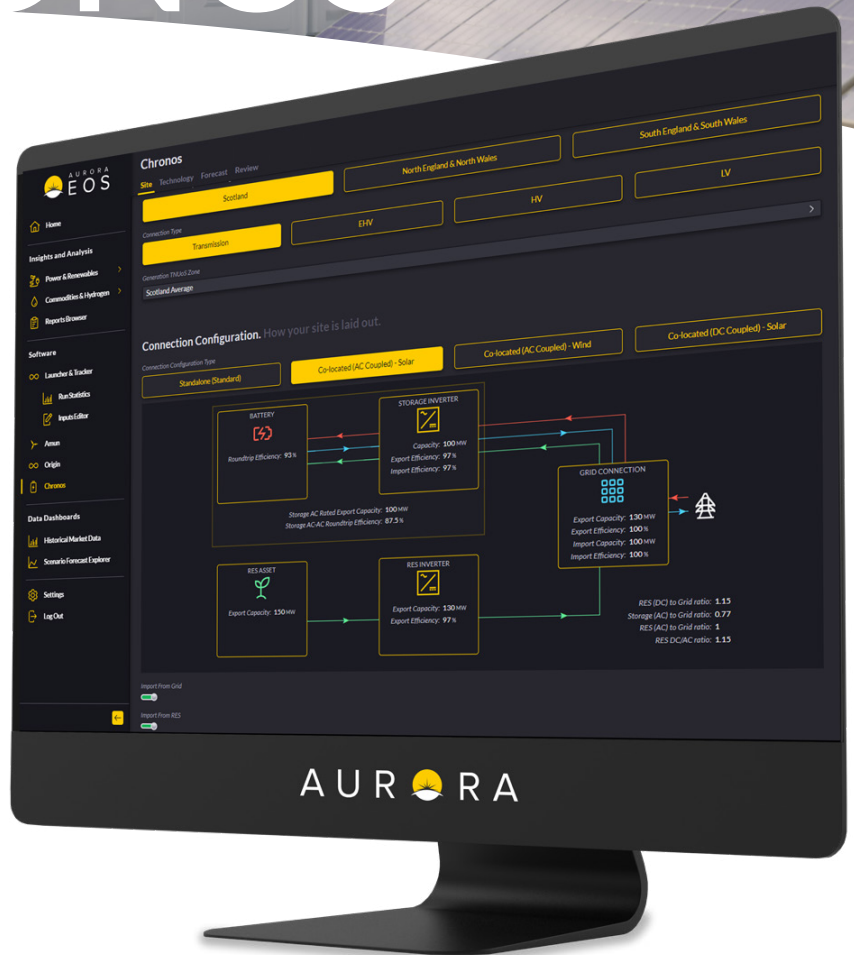 AURORA
EOS
Home
Insights and Analysis
Power & Renewables
Commodities & Hydrogen
Reports Browser
Software
Launcher & Tracker
Run Statistics
Inputs Editor
Amun
Origin
Chronos
Data Dashboards
Historical Market Data
Scenario Forecast Explorer
Settings
Log Out
Chronos
Site Technology Forecast Review
Scotland North England & North Wales South England & South Wales
Connection Type
Transmission EHV HV LV
Generation TNUoS Zone
Scotland Average
Connection Configuration. How your site is laid out.
Connection Configuration Type
Standalone (Standard) Co-located (AC Coupled) - Solar Co-located (AC Coupled) - Wind Co-located (DC Coupled) - Solar
BATTERY
Roundtrip Efficiency: 93 %
STORAGE INVERTER
Capacity: 100 MW
Export Efficiency: 97 %
Import Efficiency: 97 %
Storage AC Rated Export Capacity: 100 MW
Storage AC-AC Roundtrip Efficiency: 87.5 %
GRID CONNECTION
Export Capacity: 130 MW
Export Efficiency: 100 %
Import Capacity: 100 MW
Import Efficiency: 100 %
RES ASSET
Export Capacity: 150 MW
RES INVERTER
Export Capacity: 130 MW
Export Efficiency: 97 %
RES (DC) to Grid ratio: 1.15
Storage (AC) to Grid ratio: 0.77
RES (AC) to Grid ratio: 1
RES DC/AC ratio: 1.15
Import From Grid
Import From RES
AURORA